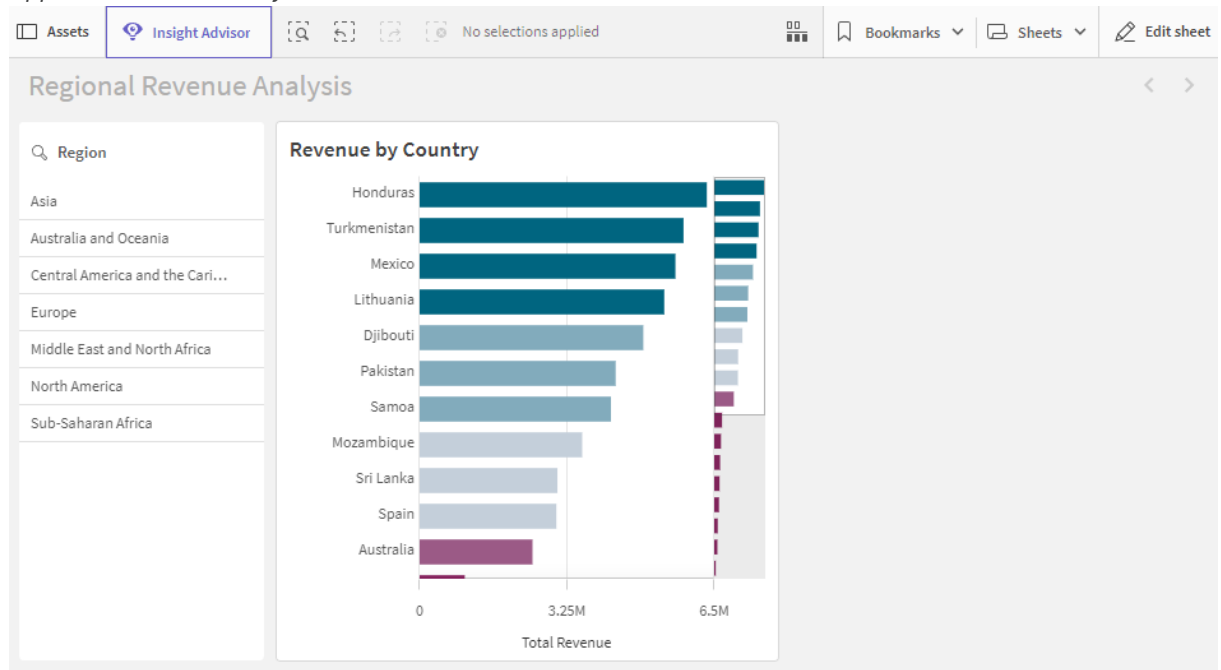 Assets
Insight Advisor
No selections applied
Bookmarks
Sheets
Edit sheet
Regional Revenue Analysis
Region
Asia
Australia and Oceania
Central America and the Cari...
Europe
Middle East and North Africa
North America
Sub-Saharan Africa
Revenue by Country
Honduras
Turkmenistan
Mexico
Lithuania
Djibouti
Pakistan
Samoa
Mozambique
Sri Lanka
Spain
Australia
0 3.25M 6.5M
Total Revenue